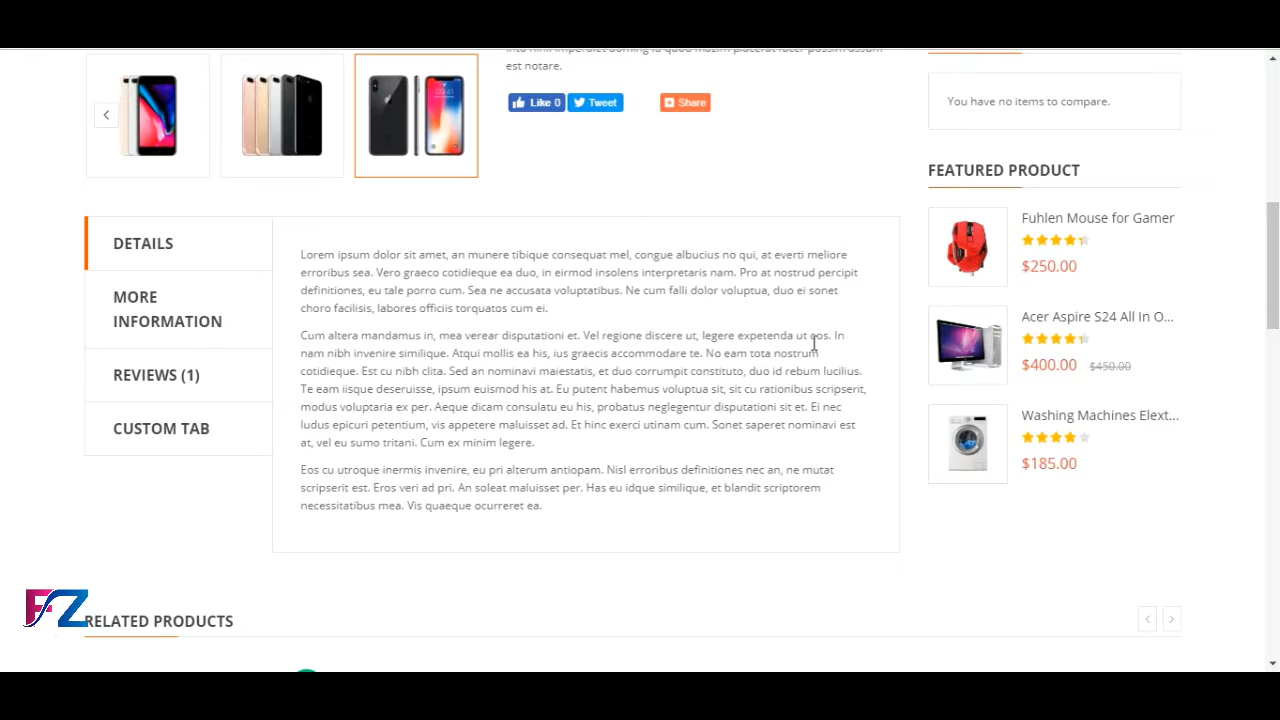 est notare.
Like 0
Tweet
Share
You have no items to compare.
FEATURED PRODUCT
Fuhlen Mouse for Gamer
$250.00
Acer Aspire S24 All In O...
$400.00 $450.00
Washing Machines Elext...
$185.00
DETAILS
MORE
INFORMATION
REVIEWS (1)
CUSTOM TAB
Lorem ipsum dolor sit amet, an munere tibique consequat mel, congue albucius no qui, at everti meliore
erroribus sea. Vero graeco cotidieque ea duo, in eirmod insolens interpretaris nam. Pro at nostrud percipit
definitiones, eu tale porro cum. Sea ne accusata voluptatibus. Ne cum falli dolor voluptua, duo ei sonet
choro facilisis, labores officiis torquatos cum ei.
Cum altera mandamus in, mea verear disputationi et. Vel regione discere ut, legere expetenda ut eos. In
nam nibh invenire similique. Atqui mollis ea his, ius graecis accommodare te. No eam tota nostrum
cotidieque. Est cu nibh clita. Sed an nominavi maiestatis, et duo corrumpit constituto, duo id rebum lucilius.
Te eam iisque deseruisse, ipsum euismod his at. Eu putent habemus voluptua sit, sit cu rationibus scripserit,
modus voluptaria ex per. Aeque dicam consulatu eu his, probatus neglegentur disputationi sit et. Ei nec
ludus epicuri petentium, vis appetere maluisset ad. Et hinc exerci utinam cum. Sonet saperet nominavi est
at, vel eu sumo tritani. Cum ex minim legere.
Eos cu utroque inermis invenire, eu pri alterum antiopam. Nisl erroribus definitiones nec an, ne mutat
scripserit est. Eros veri ad pri. An soleat maluisset per. Has eu idque similique, et blandit scriptorem
necessitatibus mea. Vis quaeque ocurreret ea.
FZ
RELATED PRODUCTS